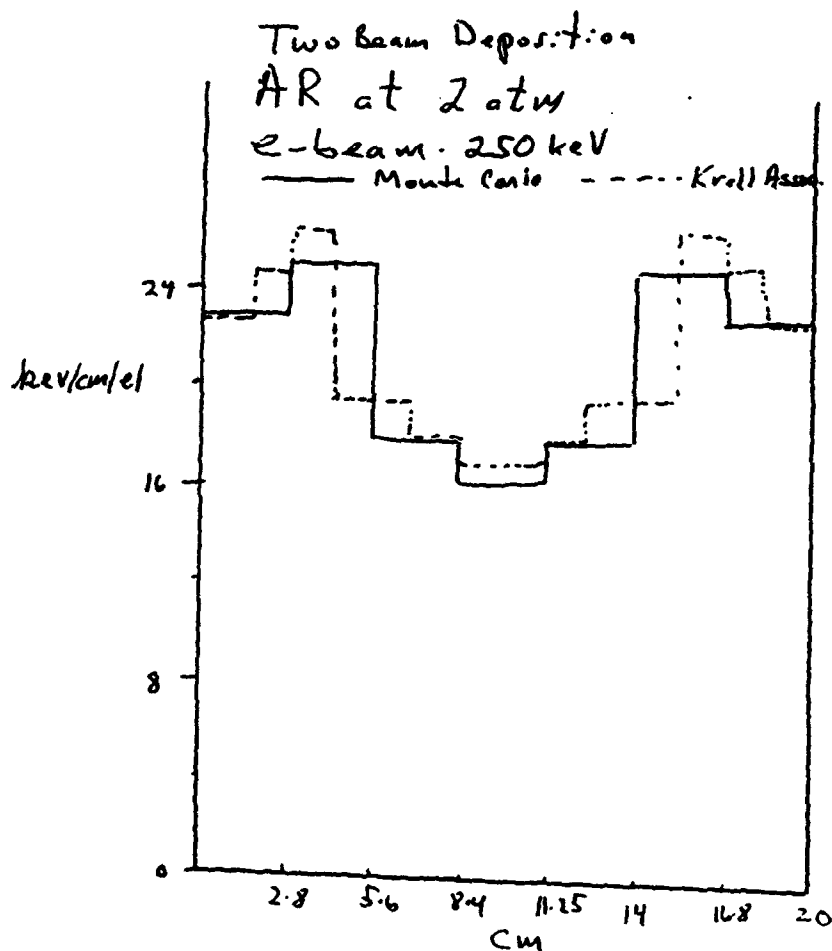 Two Beam Deposition
AR at 2 atm
e-beam. 250 keV
Monte Carlo Krall Assoc.
24
kev/cm/el
16
8
0
2.8 5.6 8.4 11.25 14 16.8 20
Cm